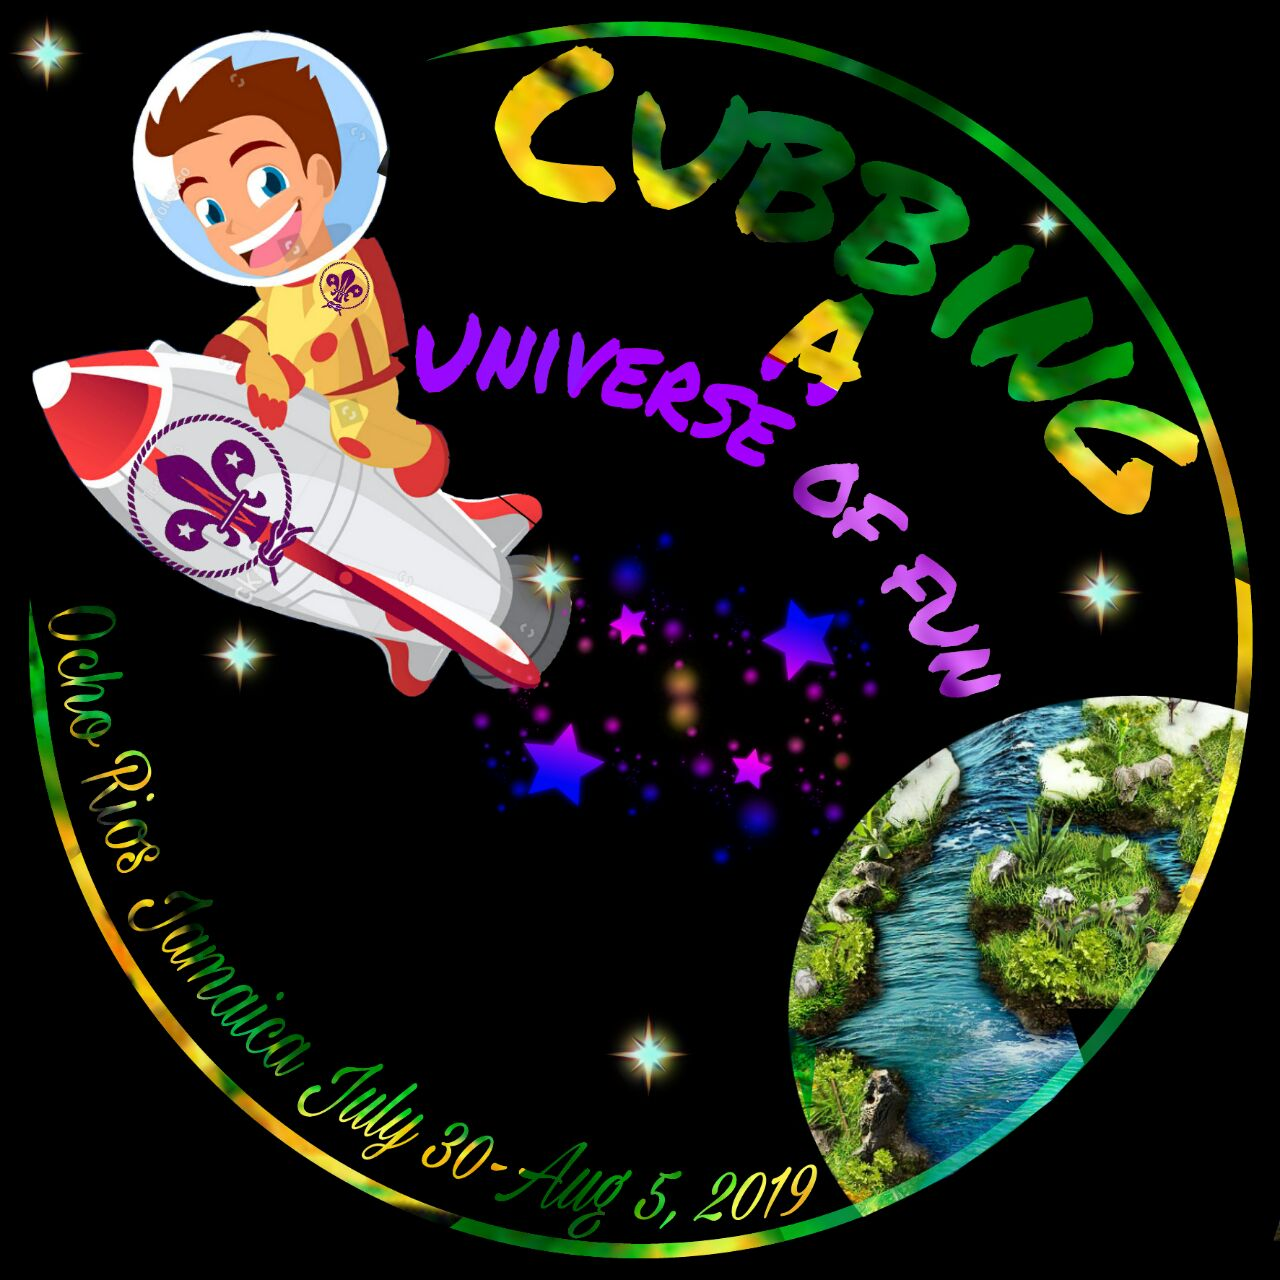 CUBBING
A
UNIVERSE OF FUN
Ocho Rios Jamaica July 30-Aug 5, 2019